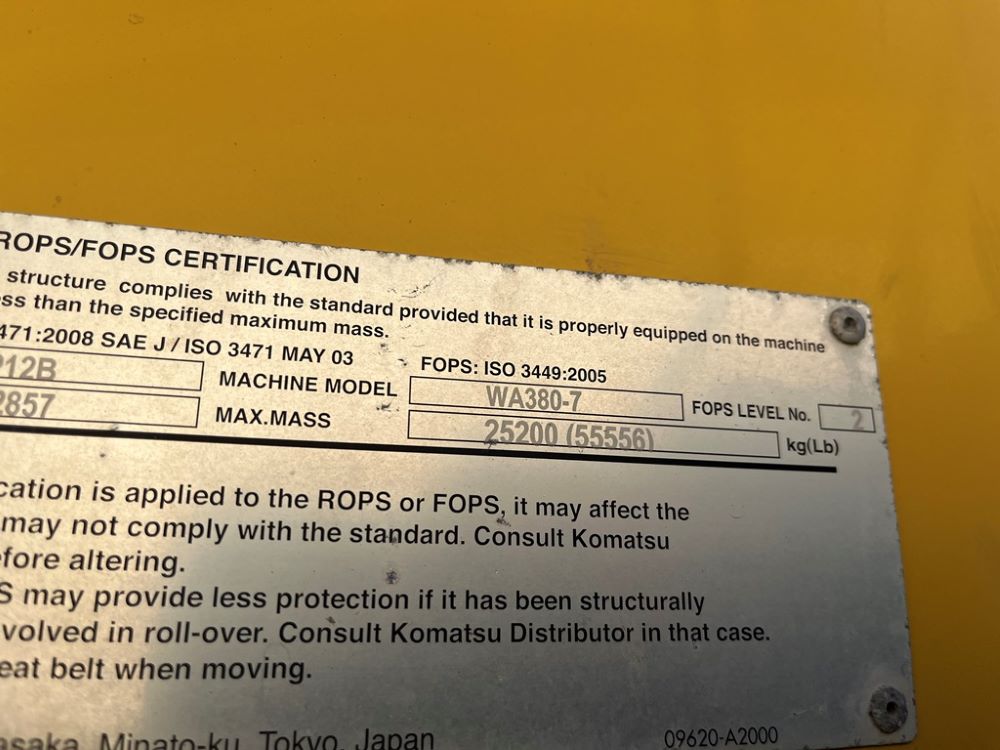 ROPS/FOPS CERTIFICATION
structure complies with the standard provided that it is properly equipped on the machine
ss than the specified maximum mass.
471:2008 SAE J / ISO 3471 MAY 03 FOPS: ISO 3449:2005
12B MACHINE MODEL WA380-7 FOPS LEVEL No. 2
2857 MAX.MASS 25200 (55556) kg(Lb)
cation is applied to the ROPS or FOPS, it may affect the
may not comply with the standard. Consult Komatsu
fore altering.
S may provide less protection if it has been structurally
volved in roll-over. Consult Komatsu Distributor in that case.
eat belt when moving.
asaka, Minato-ku, Tokyo, Japan 09620-A2000